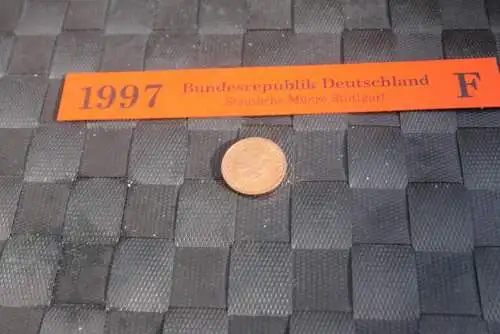 1997 Bundesrepublik Deutschland F
Staatliche Münze Stuttgart